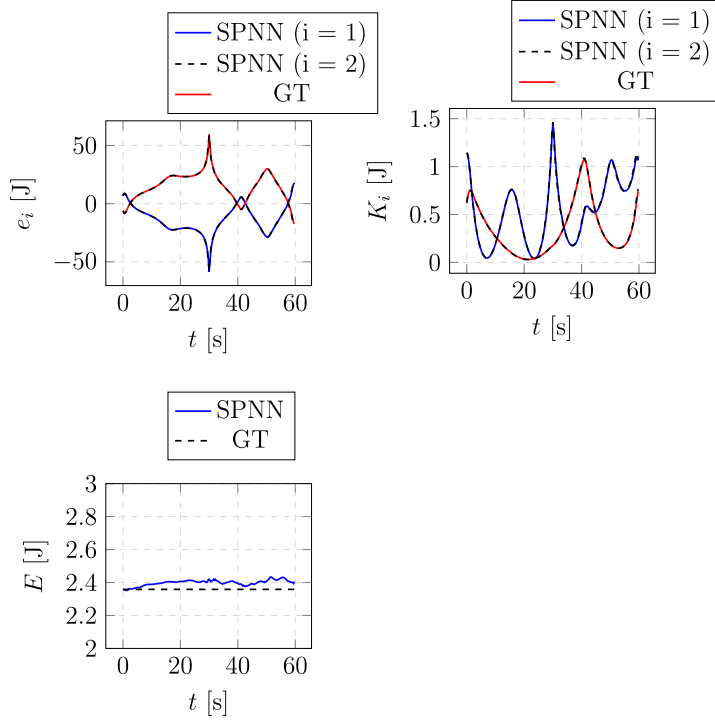 SPNN (i = 1)
SPNN (i = 2)
GT
50
0
−50
0
20
40
60
e_i [J]
t [s]
SPNN (i = 1)
SPNN (i = 2)
GT
1.5
1
0.5
0
0
20
40
60
K_i [J]
t [s]
SPNN
GT
3
2.8
2.6
2.4
2.2
2
0
20
40
60
E [J]
t [s]